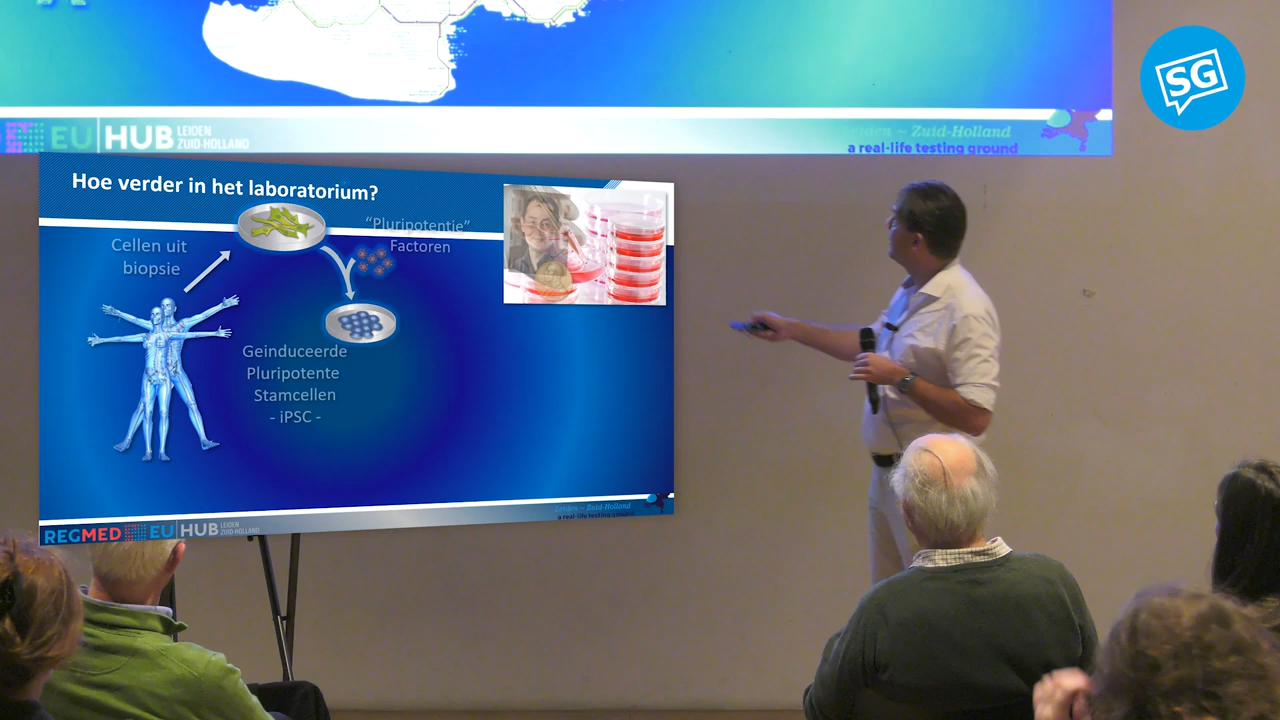 SG
EU HUB LEIDEN
ZUID-HOLLAND
Leiden ~ Zuid-Holland
a real-life testing ground
Hoe verder in het laboratorium?
"Pluripotentie"
Factoren
Cellen uit
biopsie
Geinduceerde
Pluripotente
Stamcellen
- iPSC -
Leiden ~ Zuid-Holland
a real-life testing ground
REGMED EU HUB LEIDEN
ZUID-HOLLAND